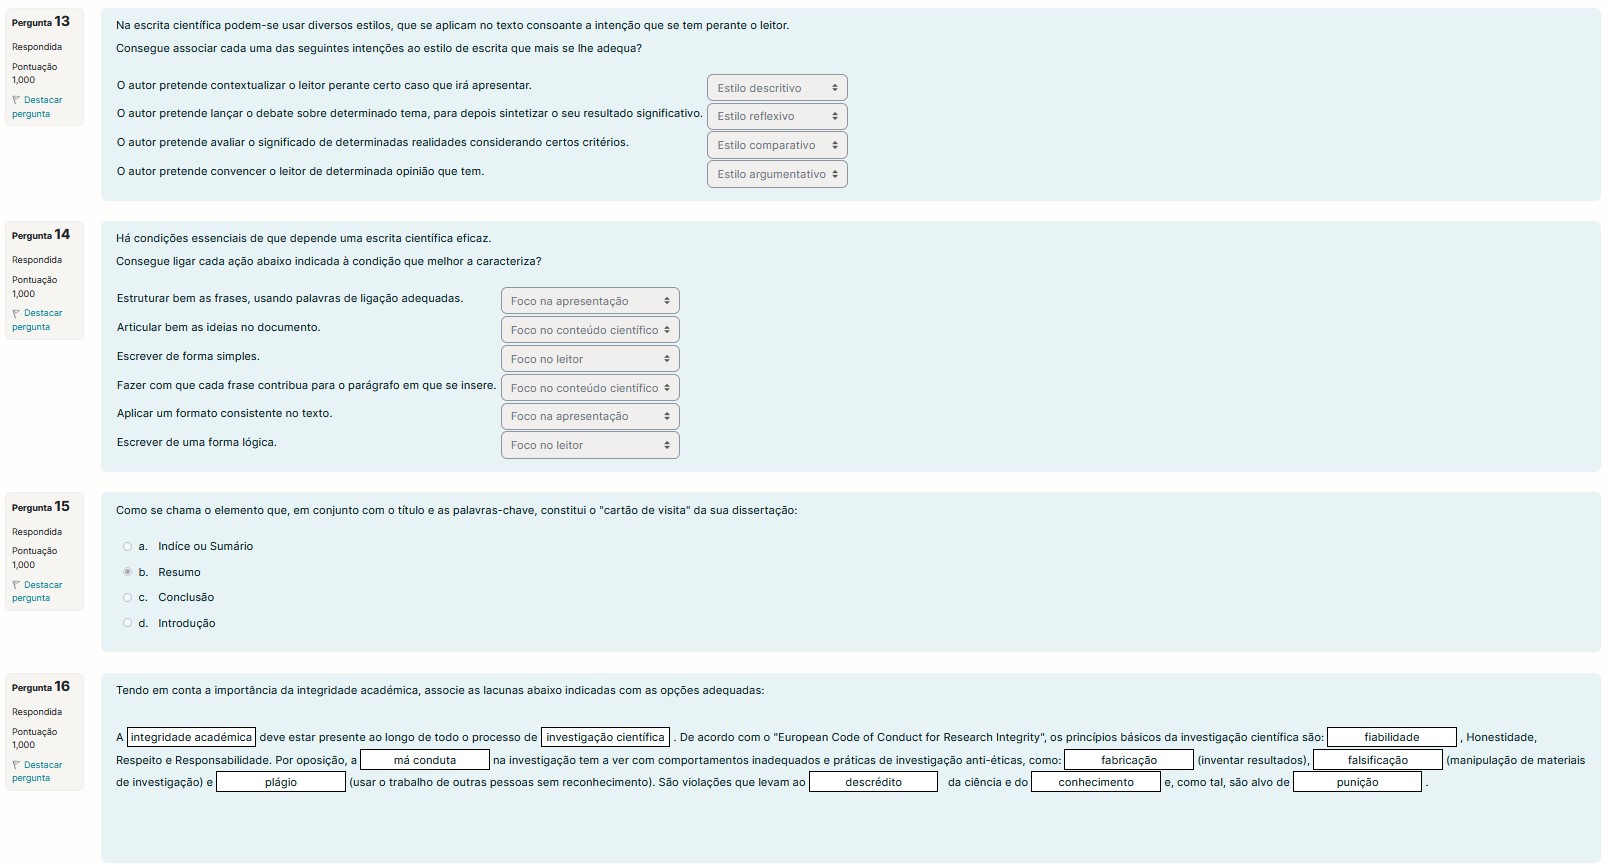 Pergunta 13
Respondida
Pontuação
1,000
Destacar
pergunta
Na escrita científica podem-se usar diversos estilos, que se aplicam no texto consoante a intenção que se tem perante o leitor.
Consegue associar cada uma das seguintes intenções ao estilo de escrita que mais se lhe adequa?
O autor pretende contextualizar o leitor perante certo caso que irá apresentar. Estilo descritivo
O autor pretende lançar o debate sobre determinado tema, para depois sintetizar o seu resultado significativo. Estilo reflexivo
O autor pretende avaliar o significado de determinadas realidades considerando certos critérios. Estilo comparativo
O autor pretende convencer o leitor de determinada opinião que tem. Estilo argumentativo
Pergunta 14
Respondida
Pontuação
1,000
Destacar
pergunta
Há condições essenciais de que depende uma escrita científica eficaz.
Consegue ligar cada ação abaixo indicada à condição que melhor a caracteriza?
Estruturar bem as frases, usando palavras de ligação adequadas. Foco na apresentação
Articular bem as ideias no documento. Foco no conteúdo científico
Escrever de forma simples. Foco no leitor
Fazer com que cada frase contribua para o parágrafo em que se insere. Foco no conteúdo científico
Aplicar um formato consistente no texto. Foco na apresentação
Escrever de uma forma lógica. Foco no leitor
Pergunta 15
Respondida
Pontuação
1,000
Destacar
pergunta
Como se chama o elemento que, em conjunto com o título e as palavras-chave, constitui o "cartão de visita" da sua dissertação:
a. Indíce ou Sumário
b. Resumo
c. Conclusão
d. Introdução
Pergunta 16
Respondida
Pontuação
1,000
Destacar
pergunta
Tendo em conta a importância da integridade académica, associe as lacunas abaixo indicadas com as opções adequadas:
A integridade académica deve estar presente ao longo de todo o processo de investigação científica . De acordo com o "European Code of Conduct for Research Integrity", os princípios básicos da investigação científica são: fiabilidade , Honestidade,
Respeito e Responsabilidade. Por oposição, a má conduta na investigação tem a ver com comportamentos inadequados e práticas de investigação anti-éticas, como: fabricação (inventar resultados), falsificação (manipulação de materiais
de investigação) e plágio (usar o trabalho de outras pessoas sem reconhecimento). São violações que levam ao descrédito da ciência e do conhecimento e, como tal, são alvo de punição .